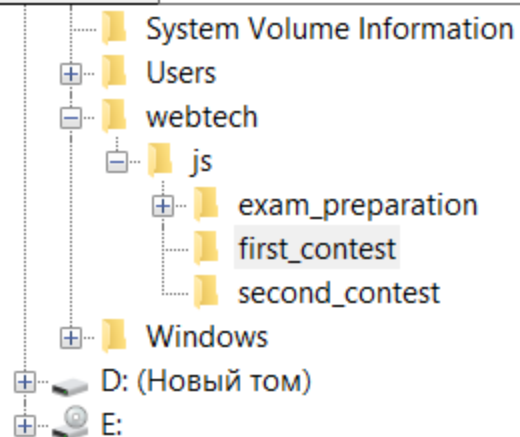 System Volume Information
Users
webtech
js
exam_preparation
first_contest
second_contest
Windows
D: (Новый том)
E: